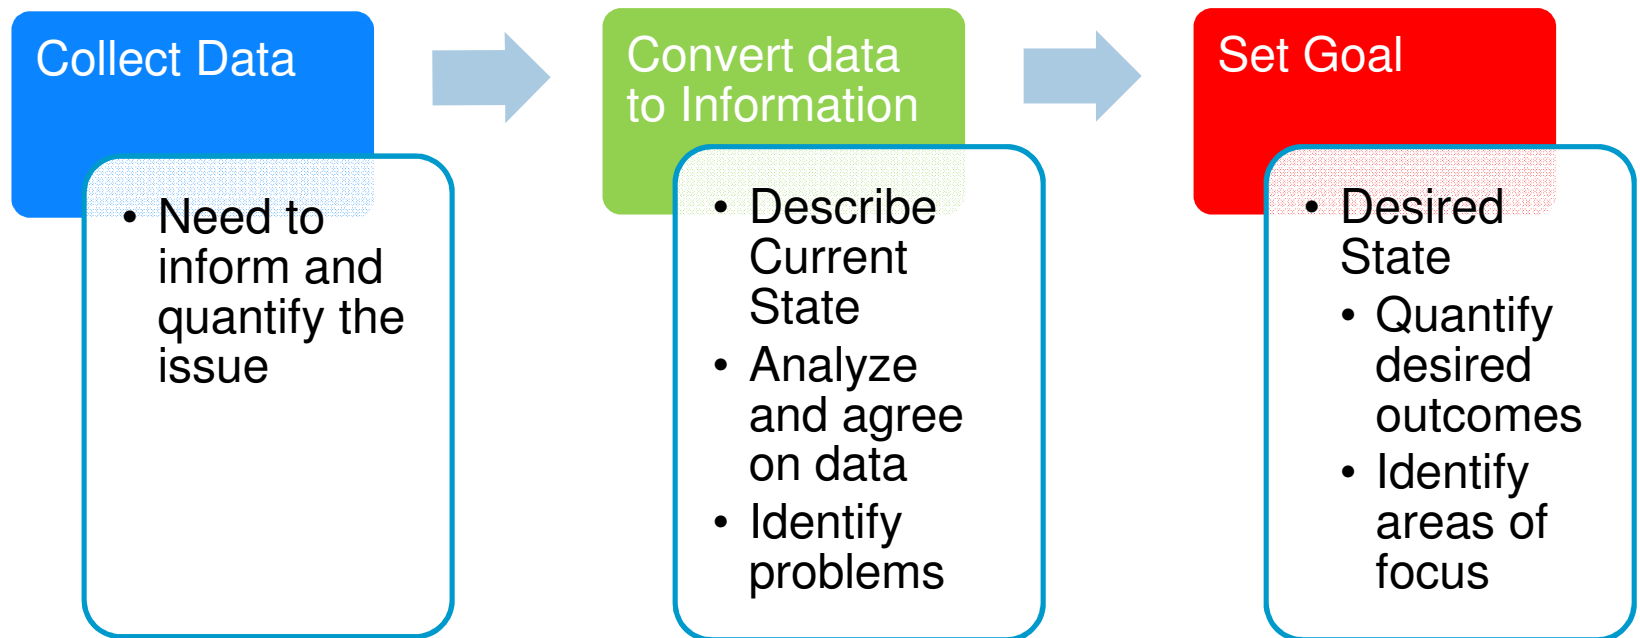 Collect Data
• Need to
inform and
quantify the
issue
Convert data
to Information
• Describe
Current
State
• Analyze
and agree
on data
• Identify
problems
Set Goal
• Desired
State
• Quantify
desired
outcomes
• Identify
areas of
focus